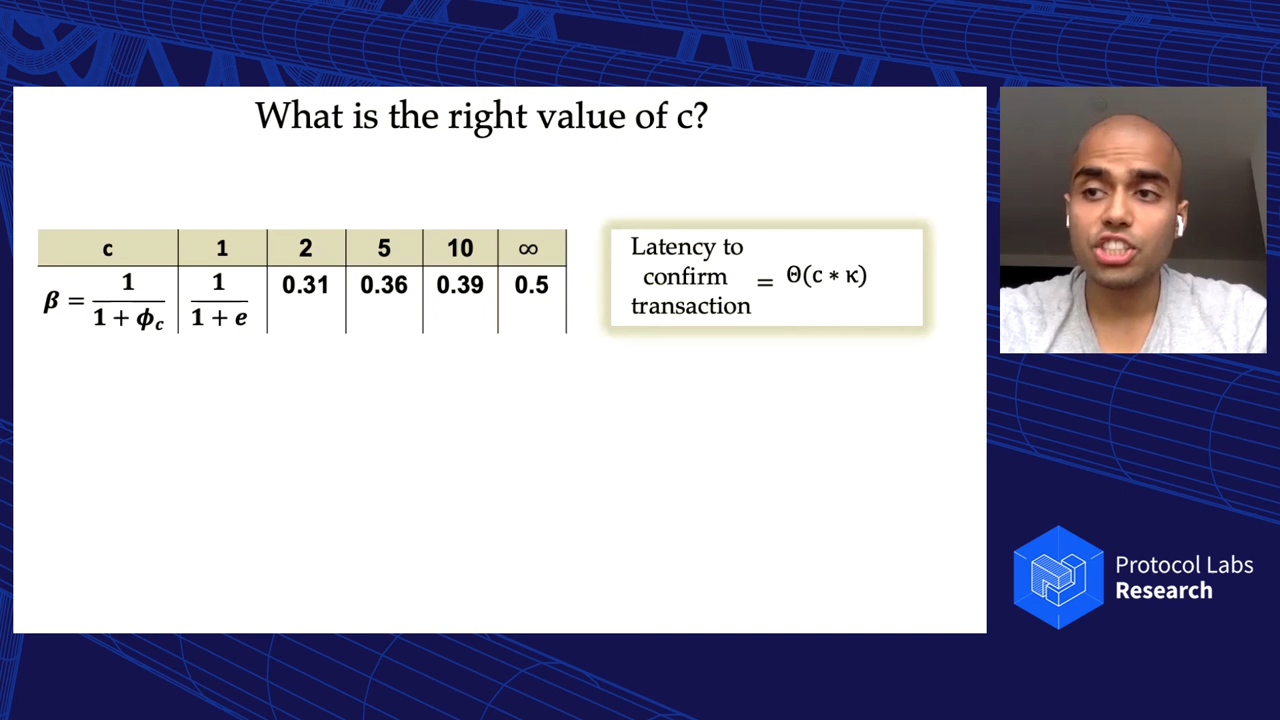 What is the right value of c?
c 1 2 5 10 ∞
β = 1 / (1 + ϕ_c) 1 / (1 + e) 0.31 0.36 0.39 0.5
Latency to
confirm = Θ(c * κ)
transaction
Protocol Labs
Research